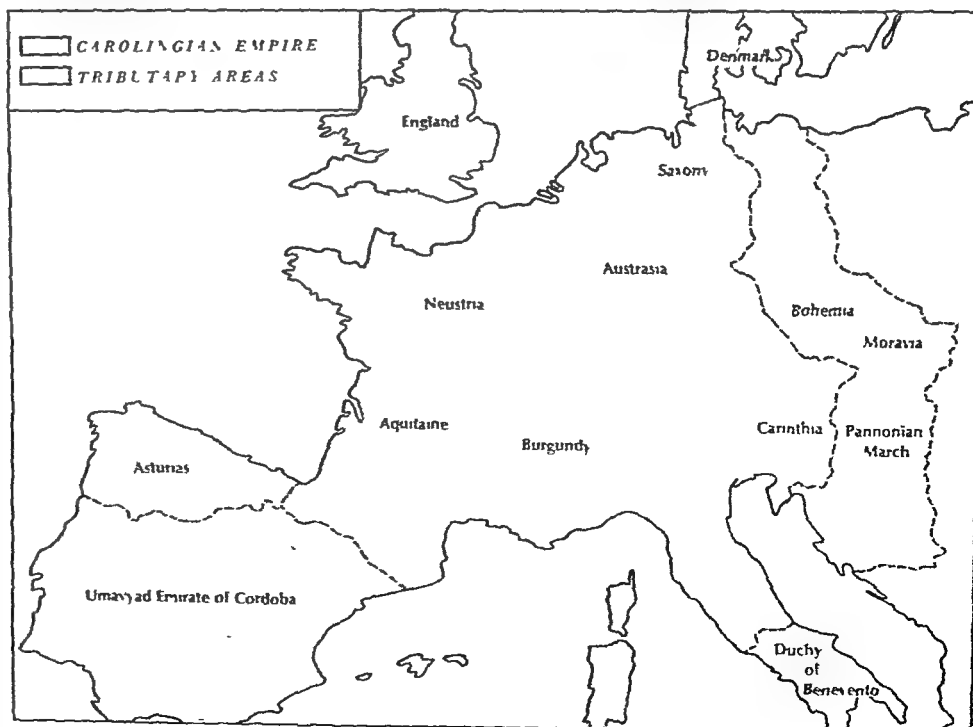 CAROLINGIAN EMPIRE
TRIBUTAPY AREAS
Denmark
England
Saxony
Austrasia
Neustria
Bohemia
Moravia
Aquitaine
Burgundy
Carinthia
Pannonian
March
Asturias
Umayyad Emirate of Cordoba
Duchy
of
Benevento